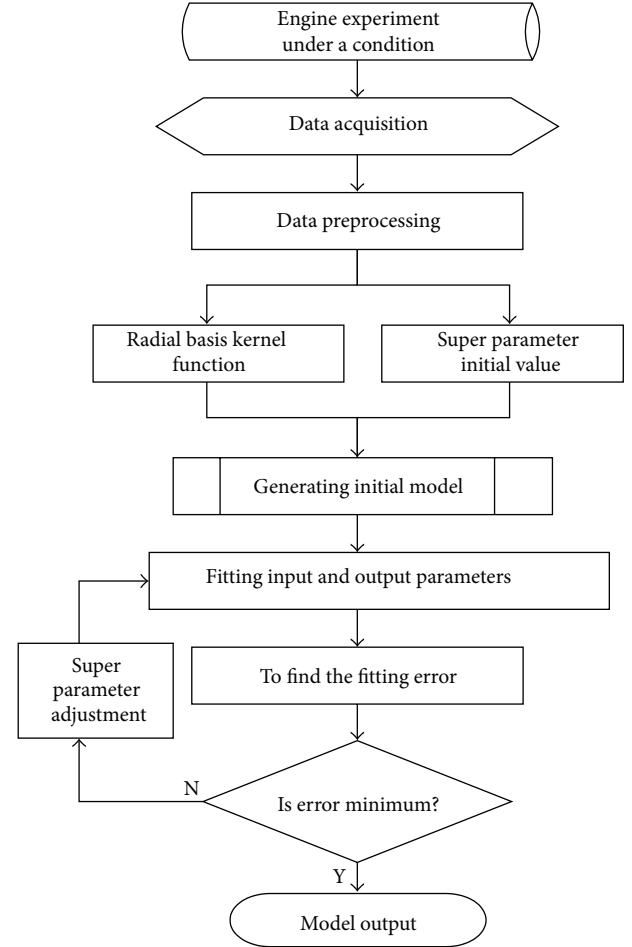 Engine experiment
under a condition
Data acquisition
Data preprocessing
Radial basis kernel
function
Super parameter
initial value
Generating initial model
Fitting input and output parameters
Super
parameter
adjustment
To find the fitting error
N
Is error minimum?
Y
Model output